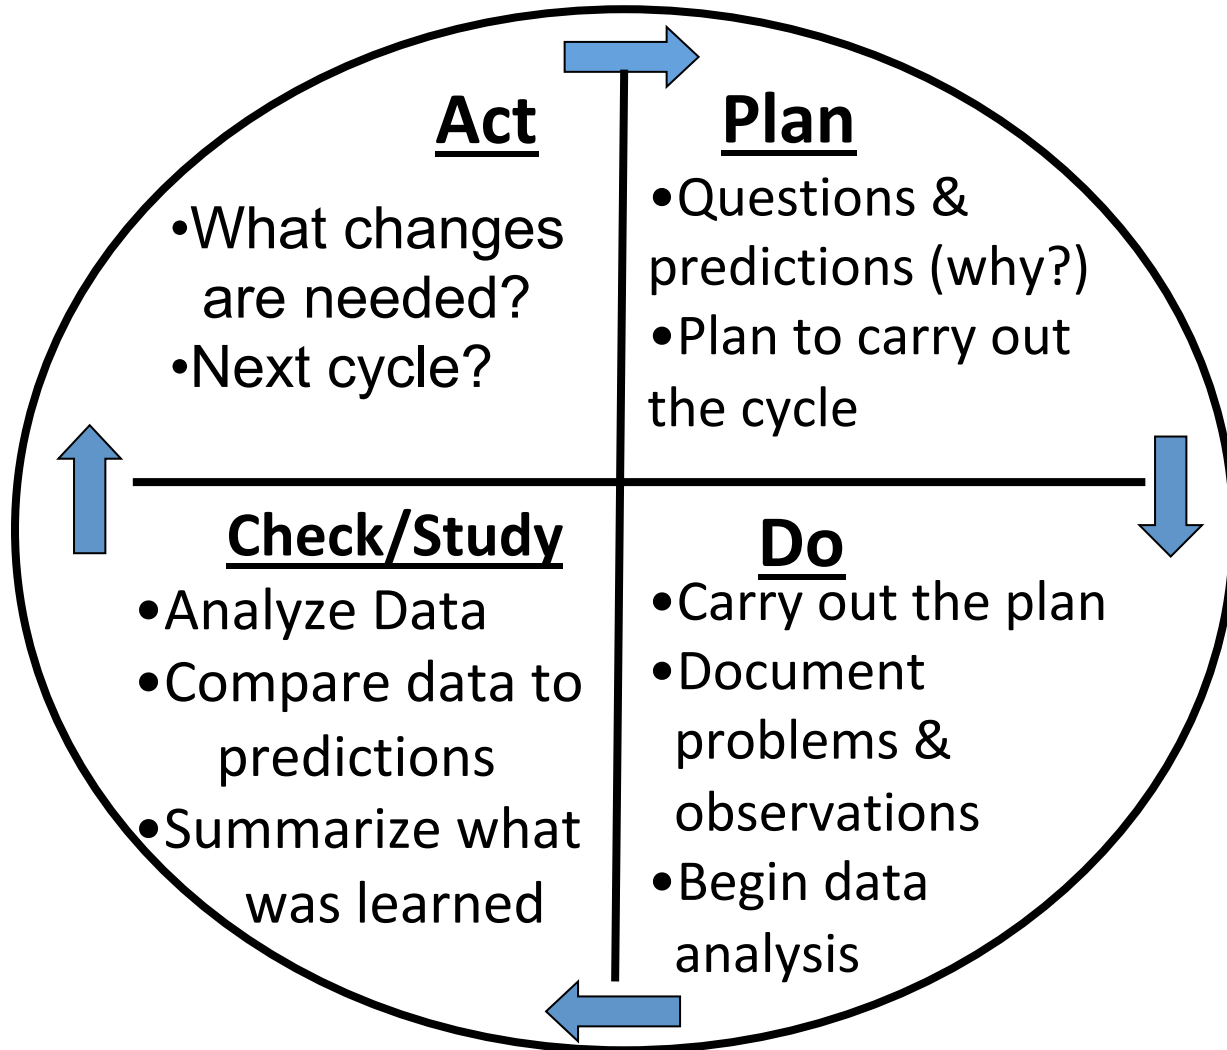 Act
•What changes
are needed?
•Next cycle?
Plan
•Questions &
predictions (why?)
•Plan to carry out
the cycle
Check/Study
•Analyze Data
•Compare data to
predictions
•Summarize what
was learned
Do
•Carry out the plan
•Document
problems &
observations
•Begin data
analysis